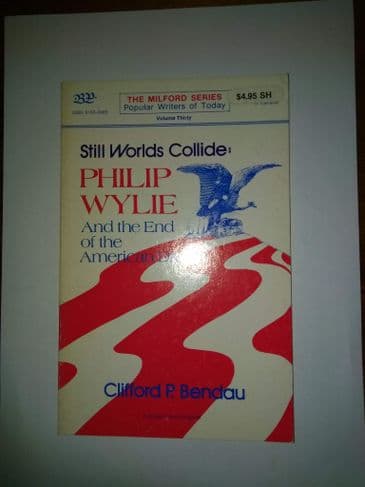 THE MILFORD SERIES
Popular Writers of Today
$4.95 SH
Volume Thirty
Still Worlds Collide:
PHILIP
WYLIE
And the End
of the
American
Clifford P. Bendau